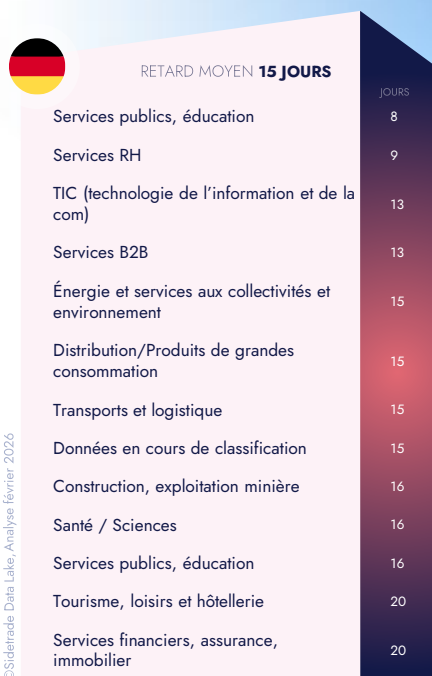 RETARD MOYEN 15 JOURS
JOURS
Services publics, éducation 8
Services RH 9
TIC (technologie de l'information et de la
com) 13
Services B2B 13
Énergie et services aux collectivités et
environnement 15
Distribution/Produits de grandes
consommation 15
Transports et logistique 15
Données en cours de classification 15
Construction, exploitation minière 16
Santé / Sciences 16
Services publics, éducation 16
Tourisme, loisirs et hôtellerie 20
Services financiers, assurance,
immobilier 20
©Sidetrade Data Lake, Analyse février 2026